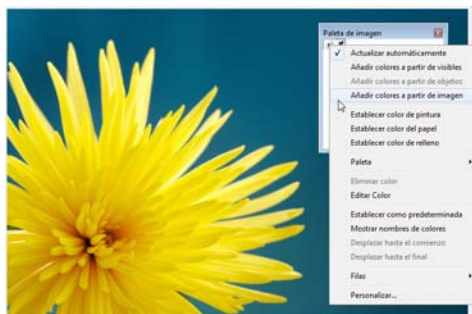 Paleta de imagen
Actualizar automáticamente
Añadir colores a partir de visibles
Añadir colores a partir de objetos
Añadir colores a partir de imagen
Establecer color de pintura
Establecer color del papel
Establecer color de relleno
Paleta
Eliminar color
Editar Color
Establecer como predeterminada
Mostrar nombres de colores
Desplazar hasta el comienzo
Desplazar hasta el final
Filas
Personalizar...